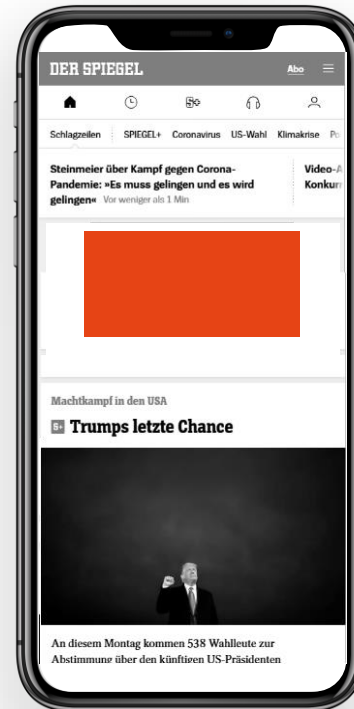 DER SPIEGEL
Abo
Schlagzeilen SPIEGEL+ Coronavirus US-Wahl Klimakrise
Steinmeier über Kampf gegen Corona-
Pandemie: »Es muss gelingen und es wird
gelingen« Vor weniger als 1 Min
Video-A
Konkurr
Machtkampf in den USA
S+ Trumps letzte Chance
An diesem Montag kommen 538 Wahlleute zur
Abstimmung über den künftigen US-Präsidenten